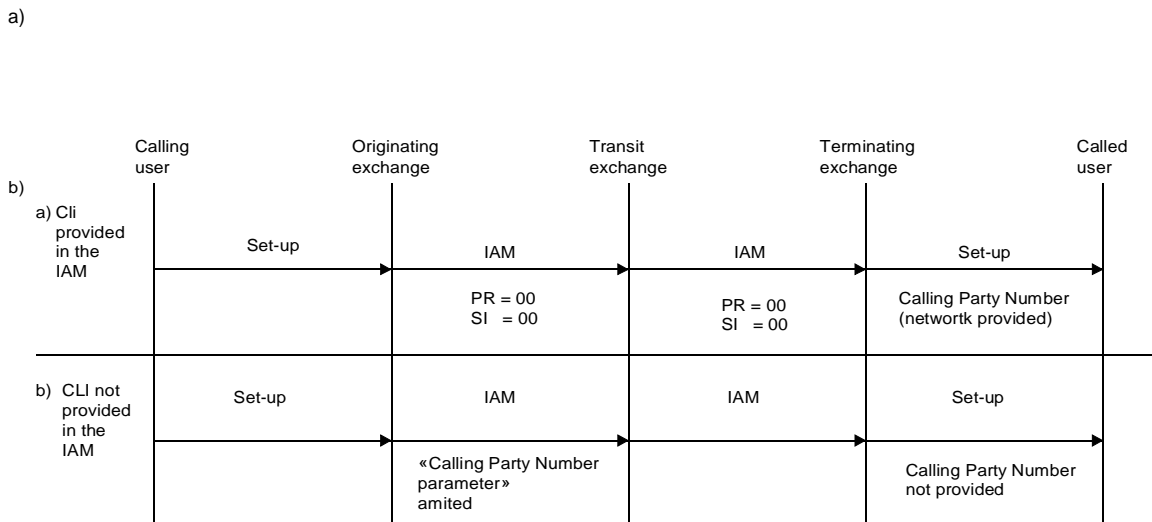 a)
Calling
user
Originating
exchange
Transit
exchange
Terminating
exchange
Called
user
b)
a) Cli
provided
in the
IAM
Set-up
IAM
IAM
Set-up
PR = 00
SI = 00
PR = 00
SI = 00
Calling Party Number
(networtk provided)
b) CLI not
provided
in the
IAM
Set-up
IAM
IAM
Set-up
«Calling Party Number
parameter»
amited
Calling Party Number
not provided